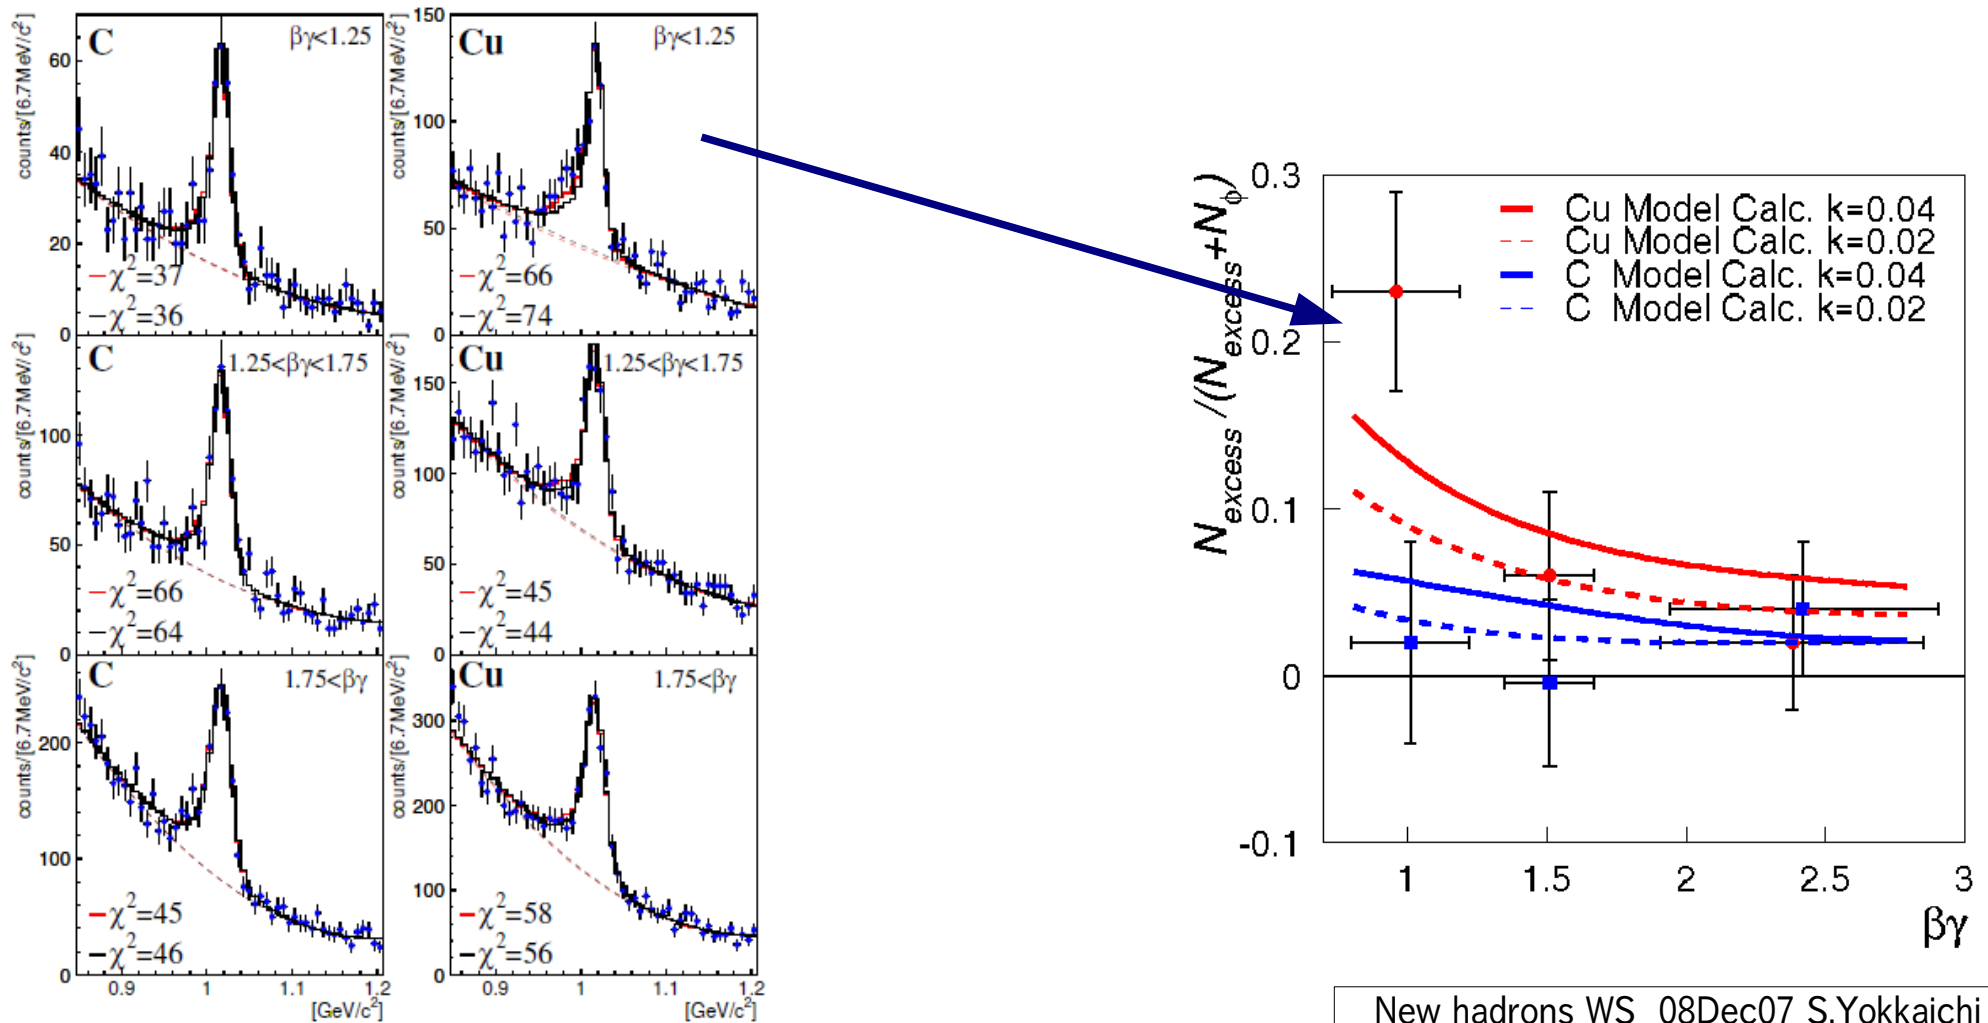 counts/[6.7MeV/c²]
C
βγ<1.25
60
40
20
0
−χ²=37
−χ²=36
counts/[6.7MeV/c²]
150
Cu
βγ<1.25
100
50
0
−χ²=66
−χ²=74
counts/[6.7MeV/c²]
C
1.25<βγ<1.75
100
50
0
−χ²=66
−χ²=64
counts/[6.7MeV/c²]
Cu
1.25<βγ<1.75
150
100
50
0
−χ²=45
−χ²=44
counts/[6.7MeV/c²]
C
1.75<βγ
200
100
0
−χ²=45
−χ²=46
0.9 1 1.1 1.2
[GeV/c²]
counts/[6.7MeV/c²]
Cu
1.75<βγ
300
200
100
0
−χ²=58
−χ²=56
0.9 1 1.1 1.2
[GeV/c²]
N_excess/(N_excess+N_ϕ)
0.3
0.2
0.1
0
-0.1
Cu Model Calc. k=0.04
Cu Model Calc. k=0.02
C Model Calc. k=0.04
C Model Calc. k=0.02
1 1.5 2 2.5 3
βγ
New hadrons WS 08Dec07 S.Yokkaichi